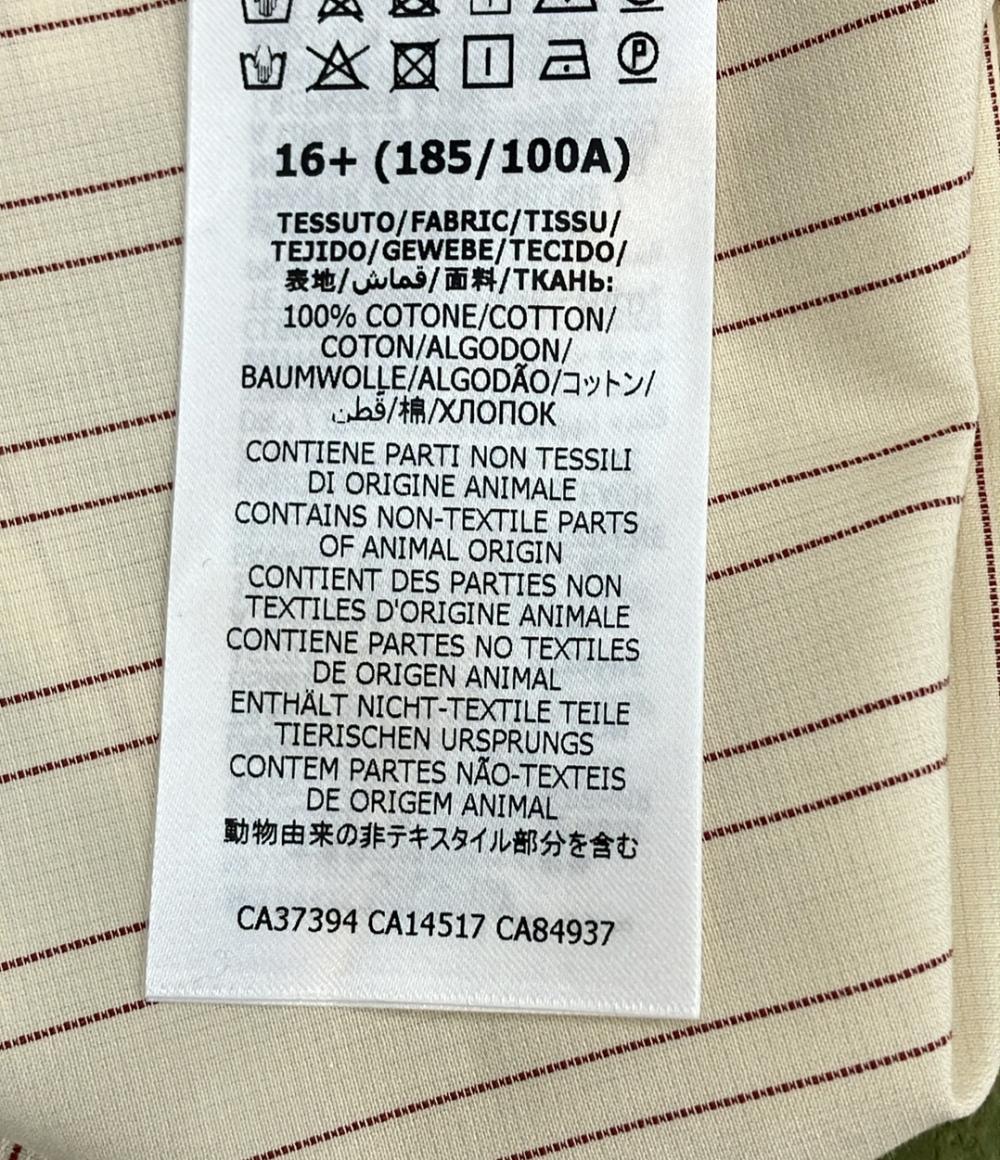 16+ (185/100A)
TESSUTO/FABRIC/TISSU/
TEJIDO/GEWEBE/TECIDO/
表地/قماش/面料/ТКАНЬ:
100% COTONE/COTTON/
COTON/ALGODON/
BAUMWOLLE/ALGODÃO/コットン/
قطن/棉/ХЛОПОК
CONTIENE PARTI NON TESSILI
DI ORIGINE ANIMALE
CONTAINS NON-TEXTILE PARTS
OF ANIMAL ORIGIN
CONTIENT DES PARTIES NON
TEXTILES D'ORIGINE ANIMALE
CONTIENE PARTES NO TEXTILES
DE ORIGEN ANIMAL
ENTHÄLT NICHT-TEXTILE TEILE
TIERISCHEN URSPRUNGS
CONTEM PARTES NÃO-TEXTEIS
DE ORIGEM ANIMAL
動物由来の非テキスタイル部分を含む
CA37394 CA14517 CA84937